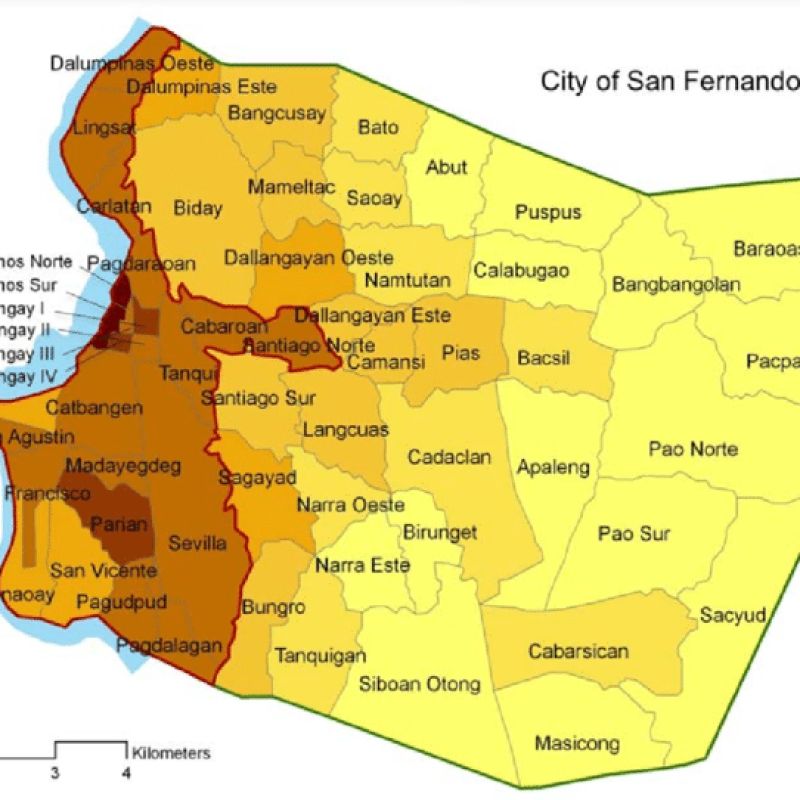 City of San Fernando
Dalumpinas Oeste
Dalumpinas Este
Bangcusay
Lingsat
Bato
Abut
Mameltac
Saoay
Carlatan
Biday
Puspus
Baraoas
nos Norte
Pagdaraoan
Dallangayan Oeste
Calabugao
Namtutan
Bangbangolan
nos Sur
ngay I
Dallangayan Este
ngay II
Cabaroan
Santiago Norte
ngay III
Camansi
Pias
Bacsil
Pacpa
ngay IV
Tanqui
Santiago Sur
Catbangen
Agustin
Langcuas
Cadaclan
Apaleng
Pao Norte
Madayegdeg
Sagayad
Francisco
Narra Oeste
Parian
Birunget
Pao Sur
Sevilla
Narra Este
San Vicente
naoay
Pagudpud
Bungro
Sacyud
Pagdalagan
Tanquigan
Cabarsican
Siboan Otong
Masicong
Kilometers
3 4